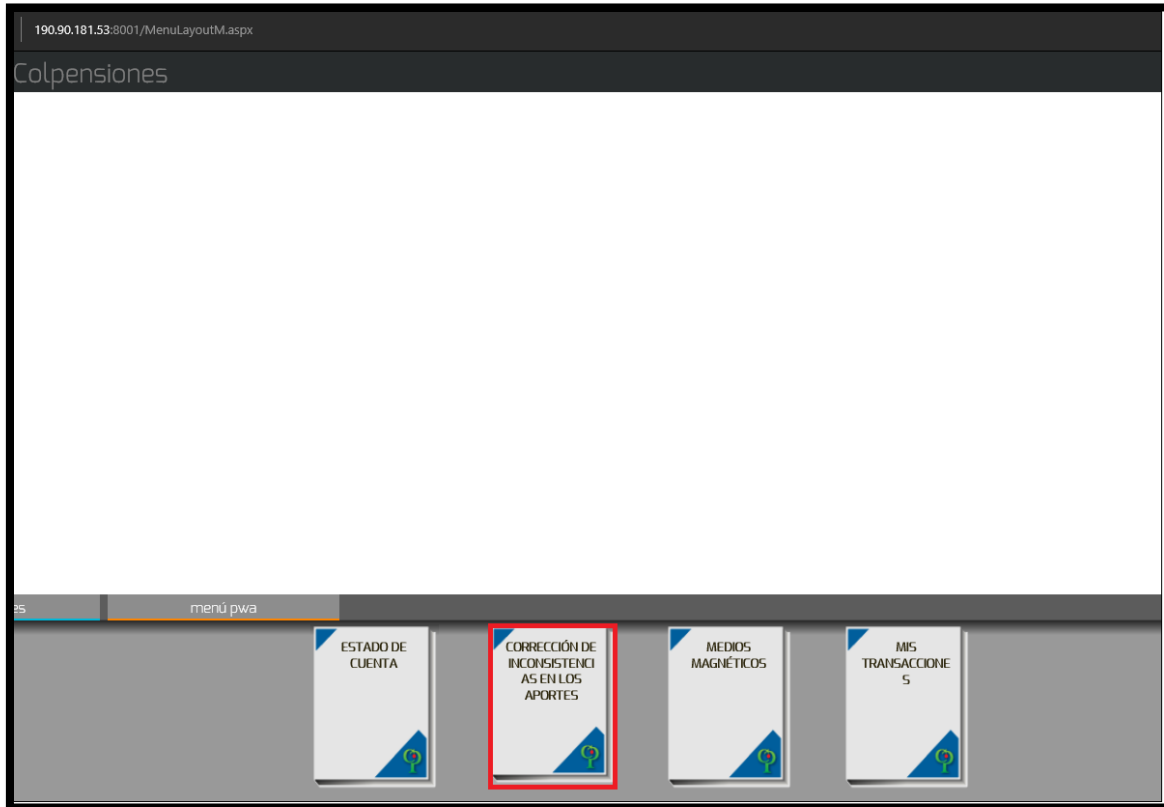 190.90.181.53:8001/MenuLayoutM.aspx
Colpensiones
es
menú pwa
ESTADO DE
CUENTA
CORRECCIÓN DE
INCONSISTENCI
AS EN LOS
APORTES
MEDIOS
MAGNÉTICOS
MIS
TRANSACCIONE
S